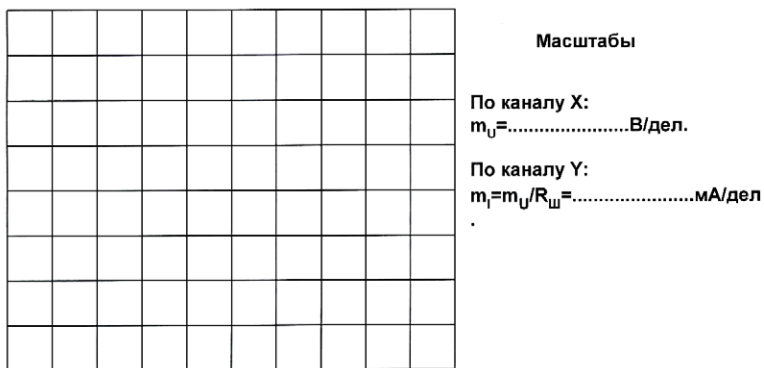 Масштабы
По каналу X:
mU=.......................В/дел.
По каналу Y:
mI=mU/RШ=.......................мА/дел
.